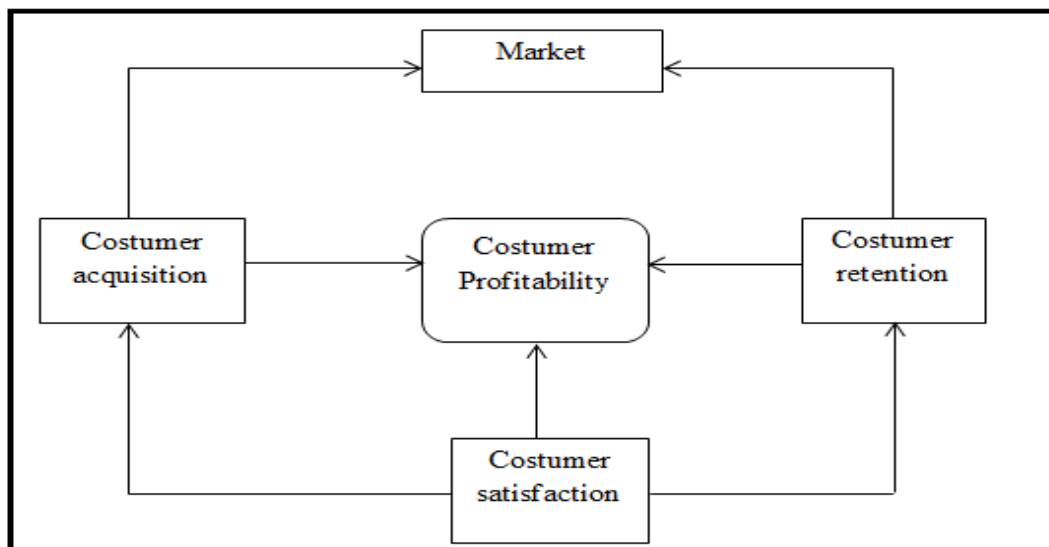 Market
Costumer
acquisition
Costumer
Profitability
Costumer
retention
Costumer
satisfaction